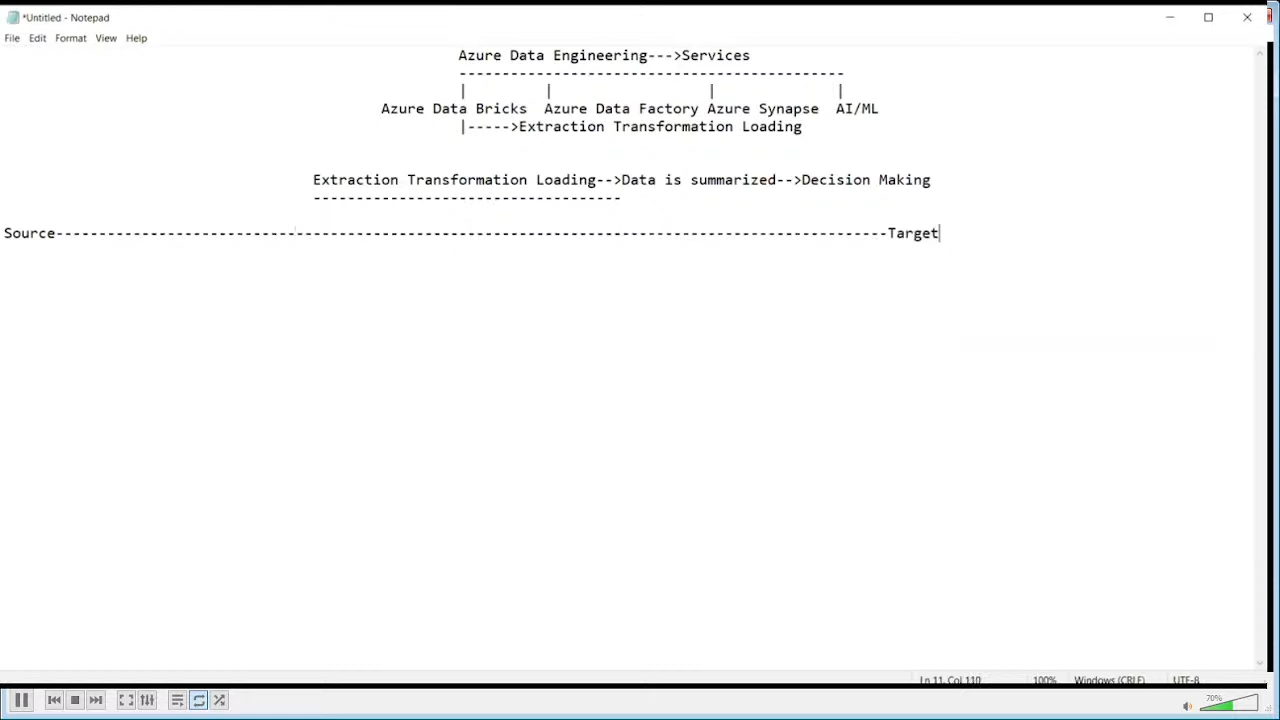 *Untitled - Notepad
File Edit Format View Help
Azure Data Engineering--->Services
---------------------------------------------
| | | |
Azure Data Bricks Azure Data Factory Azure Synapse AI/ML
|----->Extraction Transformation Loading
Extraction Transformation Loading-->Data is summarized-->Decision Making
------------------------------------
Source-------------------------------------------------------------------------------------------------Target
Ln 11, Col 110 100% Windows (CRLF) UTF-8
70%